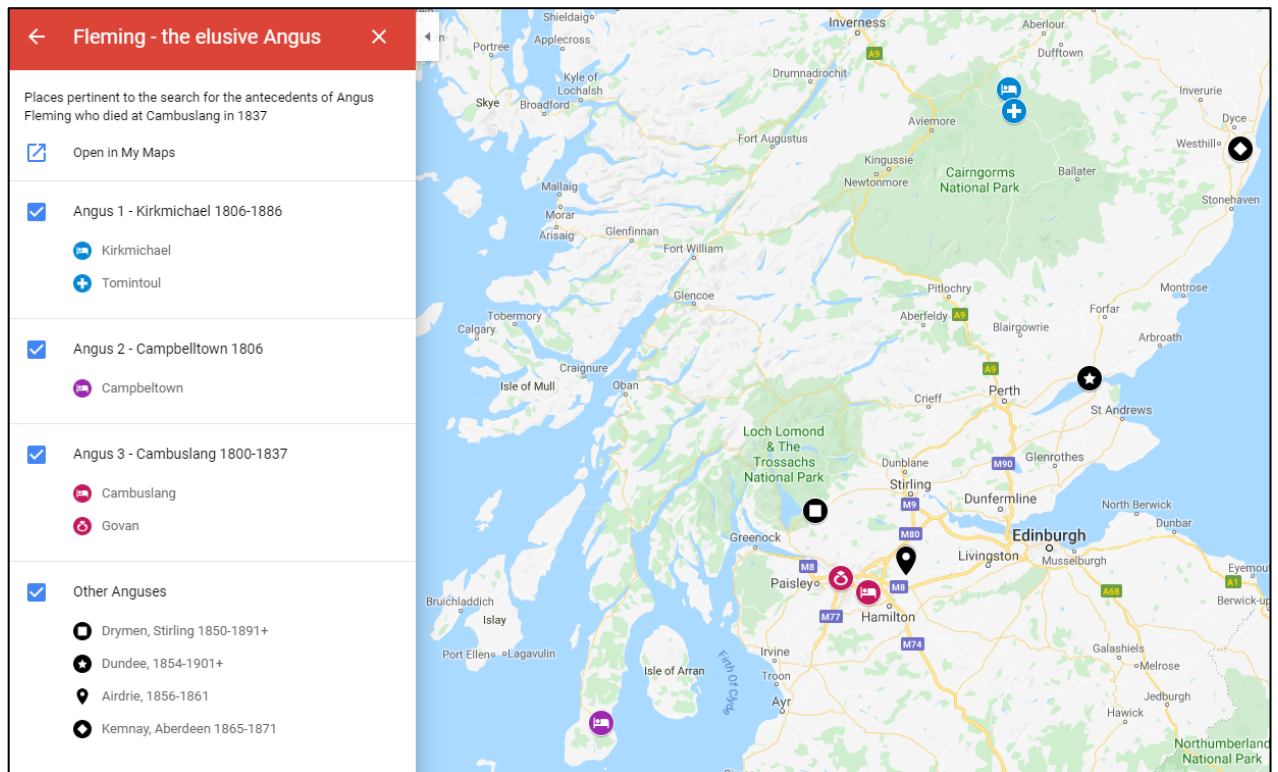 Fleming - the elusive Angus
Places pertinent to the search for the antecedents of Angus
Fleming who died at Cambuslang in 1837
Open in My Maps
Angus 1 - Kirkmichael 1806-1886
Kirkmichael
Tomintoul
Angus 2 - Campbelltown 1806
Campbeltown
Angus 3 - Cambuslang 1800-1837
Cambuslang
Govan
Other Anguses
Drymen, Stirling 1850-1891+
Dundee, 1854-1901+
Airdrie, 1856-1861
Kemnay, Aberdeen 1865-1871
Shieldaig
Inverness
Aberlour
Portree
Applecross
A9
Dufftown
Drumnadrochit
Kyle of
Lochalsh
Skye
Broadford
Inverurie
Aviemore
Dyce
Fort Augustus
Westhill
Kingussie
Cairngorms
National Park
Ballater
Newtonmore
Mallaig
Stonehaven
Morar
Arisaig
Glenfinnan
Fort William
Pitlochry
Montrose
Glencoe
Forfar
Tobermory
Aberfeldy
A9
Blairgowrie
Calgary
Arbroath
Craignure
A9
Isle of Mull
Oban
Perth
Crieff
St Andrews
Loch Lomond
& The
Trossachs
National Park
Dunblane
M90
Glenrothes
Stirling
M9
Dunfermline
North Berwick
Dunbar
Greenock
M80
Edinburgh
Livingston
Musselburgh
M8
Eyemou
Paisley
M8
A1
A68
Bruichladdich
Berwick-up
Islay
M77
Hamilton
M74
Port Ellen
Lagavulin
Isle of Arran
Firth Of Clyde
Irvine
Troon
Galashiels
Melrose
Ayr
Jedburgh
Hawick
Northumberland
National Park